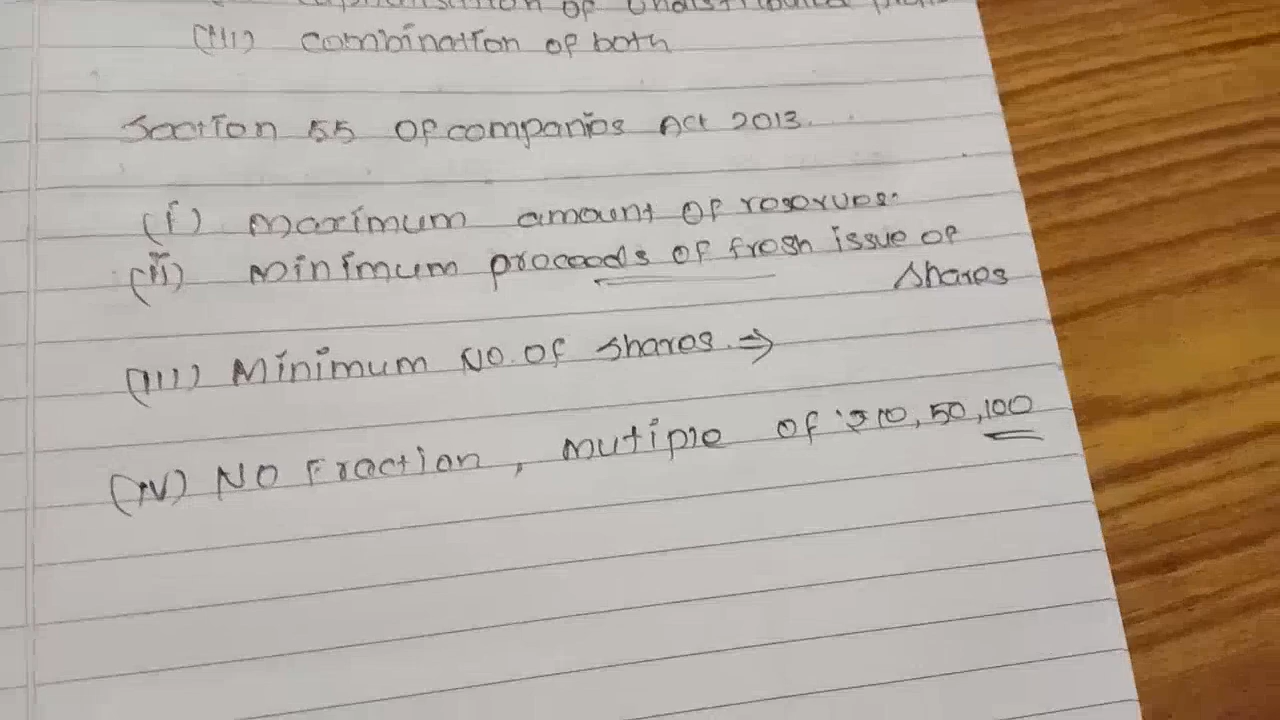 of
(III) combination of both
Section 55 of companies Act 2013.
(i) maximum amount of reserves.
(ii) minimum proceeds of fresh issue of
shares
(III) Minimum No. of shares. ⇒
(IV) No Fraction, mutiple of 10, 50, 100